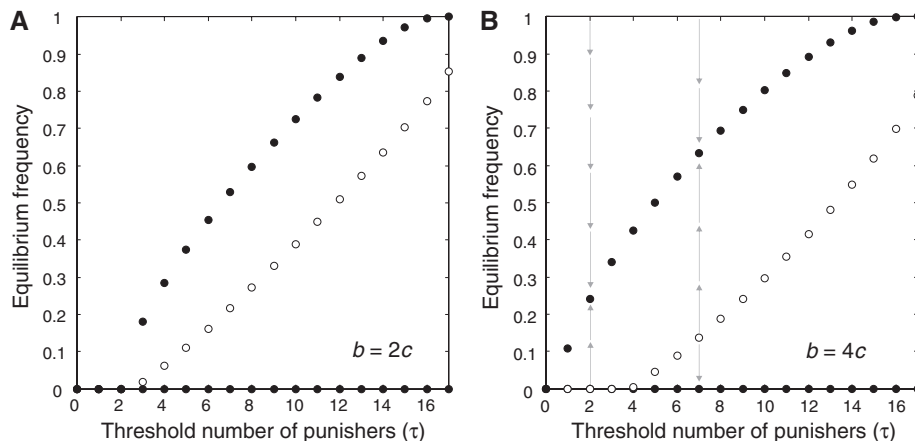 A
1
0.9
0.8
0.7
0.6
0.5
0.4
0.3
0.2
0.1
0
Equilibrium frequency
b = 2c
0 2 4 6 8 10 12 14 16
Threshold number of punishers (τ)
B
1
0.9
0.8
0.7
0.6
0.5
0.4
0.3
0.2
0.1
0
Equilibrium frequency
b = 4c
0 2 4 6 8 10 12 14 16
Threshold number of punishers (τ)